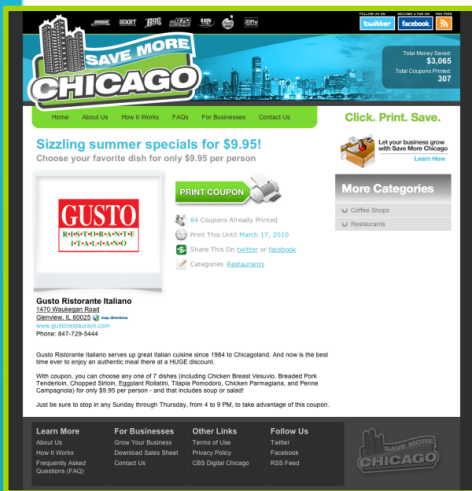 FOLLOW US ON
BECOME A FAN ON
RSS FEED
twitter
facebook
SAVE MORE
CHICAGO
Total Money Saved:
$3,065
Total Coupons Printed:
307
Home
About Us
How It Works
FAQs
For Businesses
Contact Us
Click. Print. Save.
Sizzling summer specials for $9.95!
Choose your favorite dish for only $9.95 per person
Let your business grow
with Save More Chicago
Learn How
GUSTO
RISTORANTE
ITALIANO
PRINT COUPON
64 Coupons Already Printed
Print This Until March 17, 2010
Share This On twitter or facebook
Categories Restaurants
More Categories
Coffee Shops
Restaurants
Gusto Ristorante Italiano
1470 Waukegan Road
Glenview, IL 60025 map directions
www.gustorestaurant.com
Phone: 847-729-5444
Gusto Ristorante Italiano serves up great Italian cuisine since 1984 to Chicagoland. And now is the best
time ever to enjoy an authentic meal there at a HUGE discount.
With coupon, you can choose any one of 7 dishes (including Chicken Breast Vesuvio, Breaded Pork
Tenderloin, Chopped Sirloin, Eggplant Rollatini, Tilapia Pomodoro, Chicken Parmagiana, and Penne
Campagnola) for only $9.95 per person - and that includes soup or salad!
Just be sure to stop in any Sunday through Thursday, from 4 to 9 PM, to take advantage of this coupon.
Learn More
About Us
How It Works
Frequently Asked
Questions (FAQ)
For Businesses
Grow Your Business
Download Sales Sheet
Contact Us
Other Links
Terms of Use
Privacy Policy
CBS Digital Chicago
Follow Us
Twitter
Facebook
RSS Feed
SAVE MORE
CHICAGO